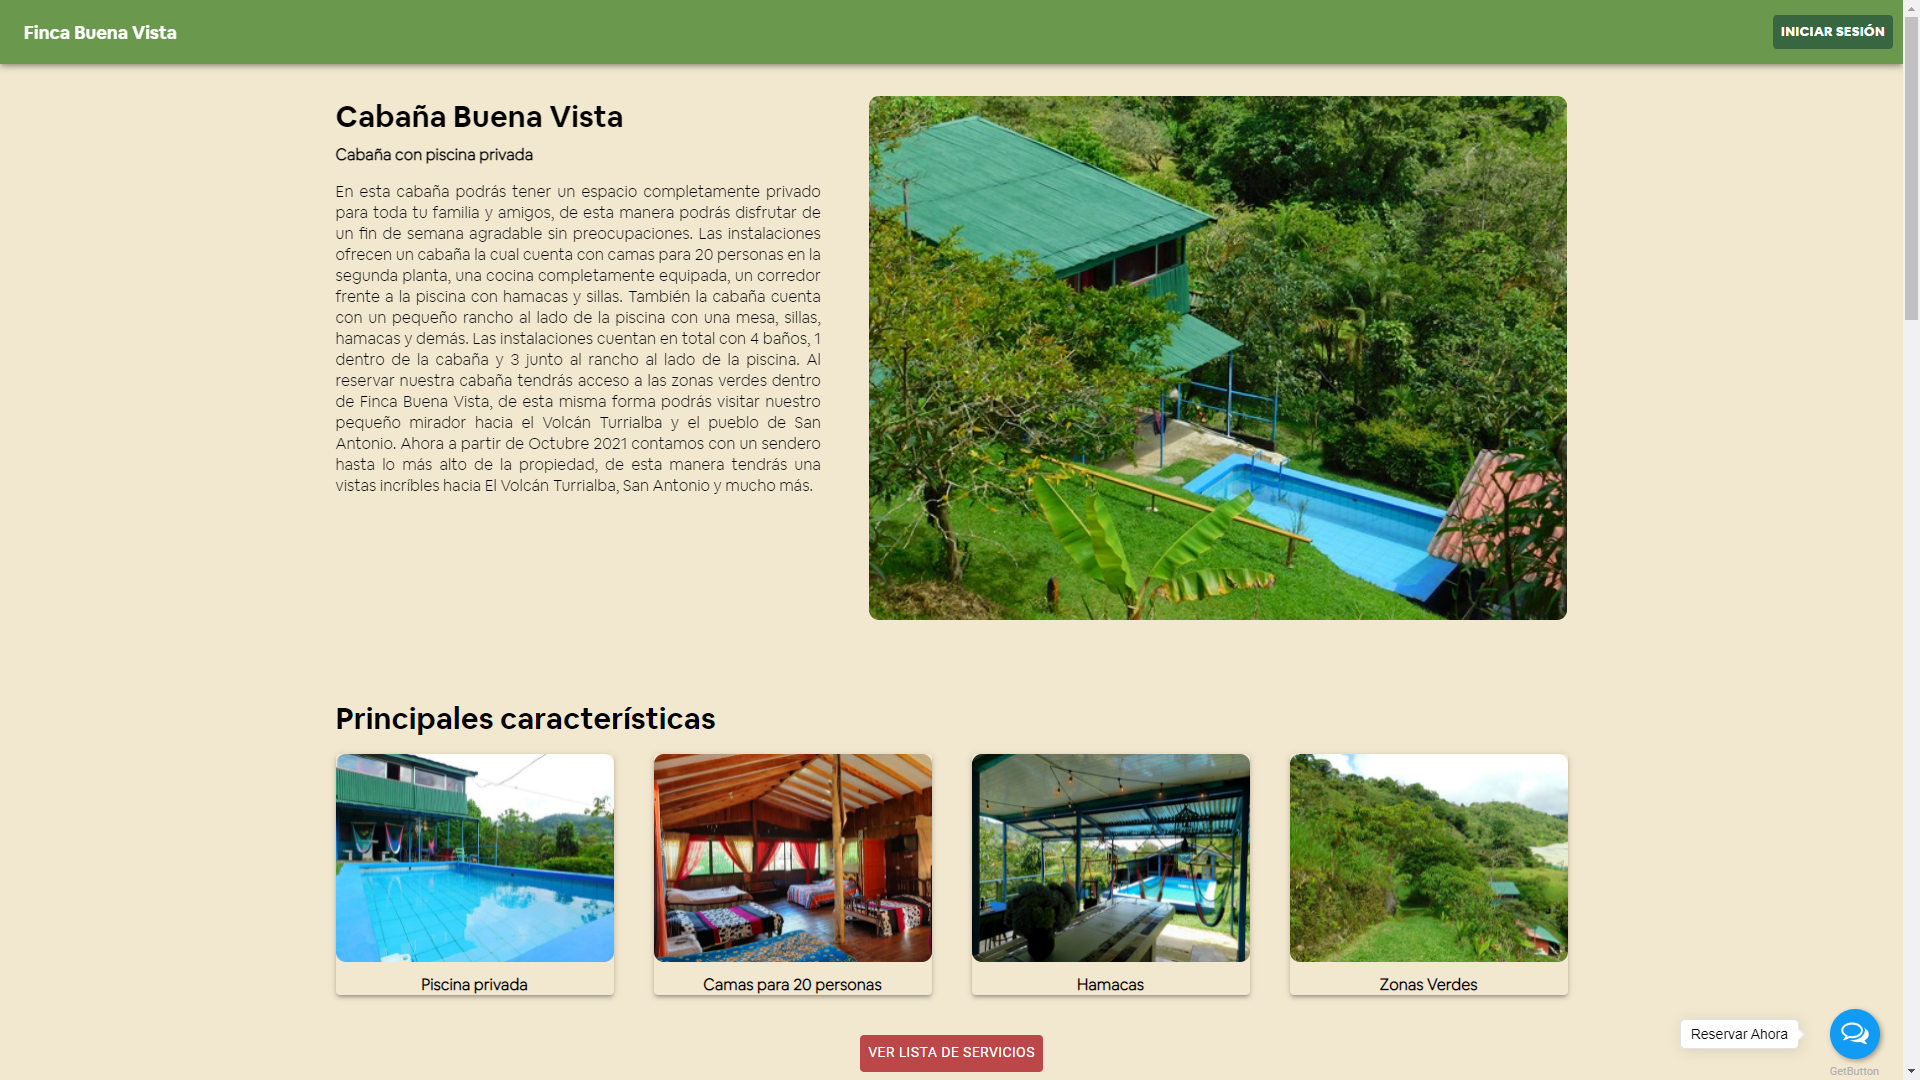 Finca Buena Vista
INICIAR SESIÓN
Cabaña Buena Vista
Cabaña con piscina privada
En esta cabaña podrás tener un espacio completamente privado
para toda tu familia y amigos, de esta manera podrás disfrutar de
un fin de semana agradable sin preocupaciones. Las instalaciones
ofrecen un cabaña la cual cuenta con camas para 20 personas en la
segunda planta, una cocina completamente equipada, un corredor
frente a la piscina con hamacas y sillas. También la cabaña cuenta
con un pequeño rancho al lado de la piscina con una mesa, sillas,
hamacas y demás. Las instalaciones cuentan en total con 4 baños, 1
dentro de la cabaña y 3 junto al rancho al lado de la piscina. Al
reservar nuestra cabaña tendrás acceso a las zonas verdes dentro
de Finca Buena Vista, de esta misma forma podrás visitar nuestro
pequeño mirador hacia el Volcán Turrialba y el pueblo de San
Antonio. Ahora a partir de Octubre 2021 contamos con un sendero
hasta lo más alto de la propiedad, de esta manera tendrás una
vistas increíbles hacia El Volcán Turrialba, San Antonio y mucho más.
Principales características
Piscina privada
Camas para 20 personas
Hamacas
Zonas Verdes
VER LISTA DE SERVICIOS
Reservar Ahora
GetButton